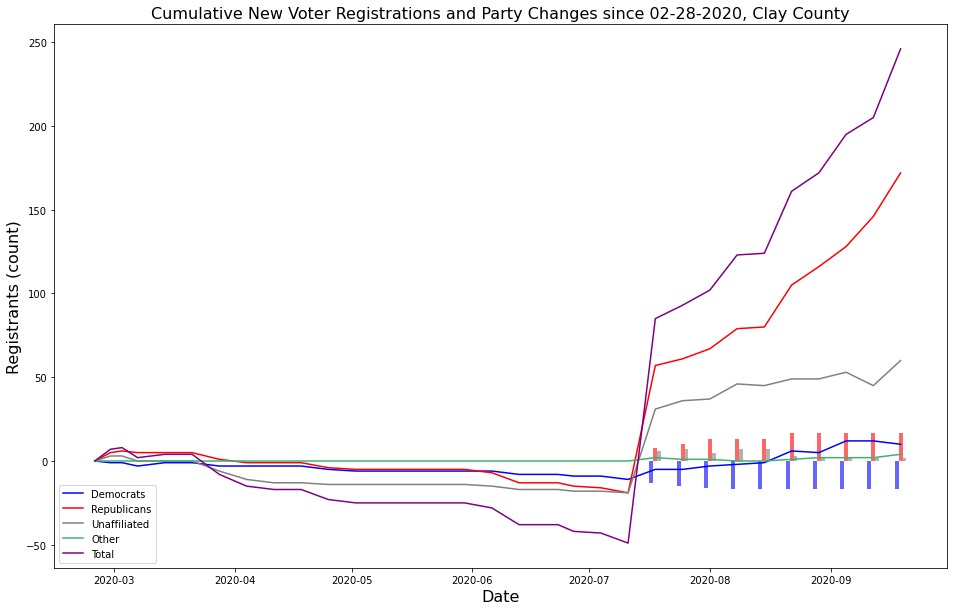 Cumulative New Voter Registrations and Party Changes since 02-28-2020, Clay County
Registrants (count)
250
200
150
100
50
0
−50
Democrats
Republicans
Unaffiliated
Other
Total
2020-03 2020-04 2020-05 2020-06 2020-07 2020-08 2020-09
Date